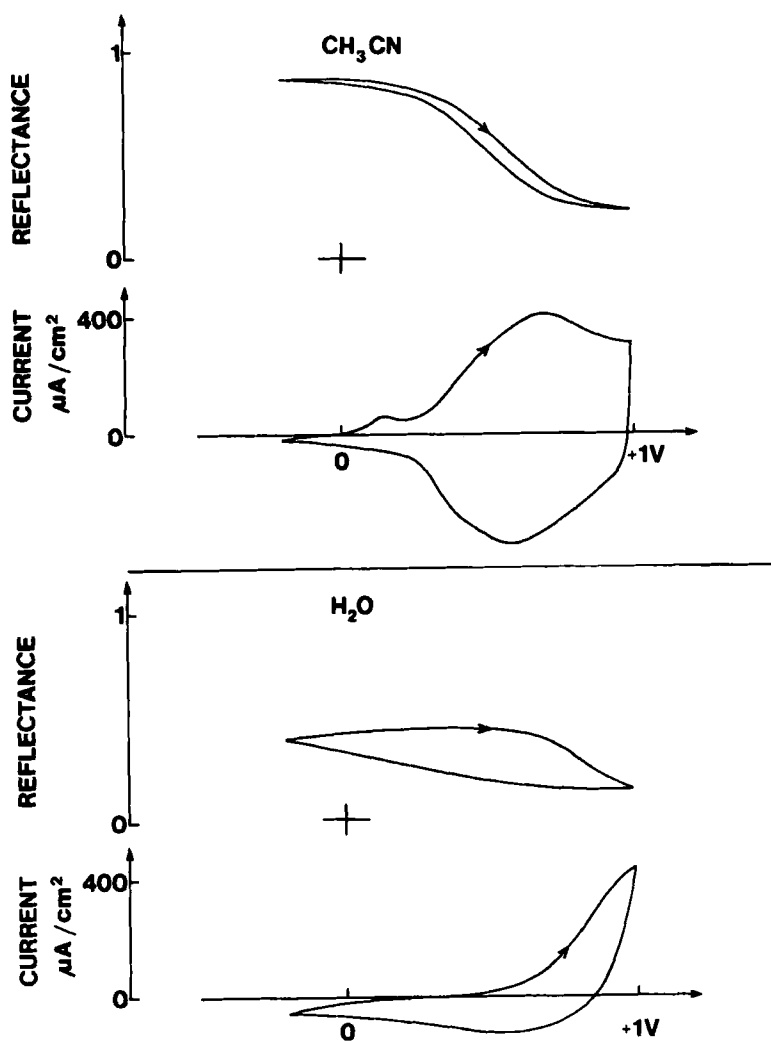 CH₃CN
1
REFLECTANCE
0
400
CURRENT
µA/cm²
0
0
+1V
H₂O
1
REFLECTANCE
0
400
CURRENT
µA/cm²
0
0
+1V